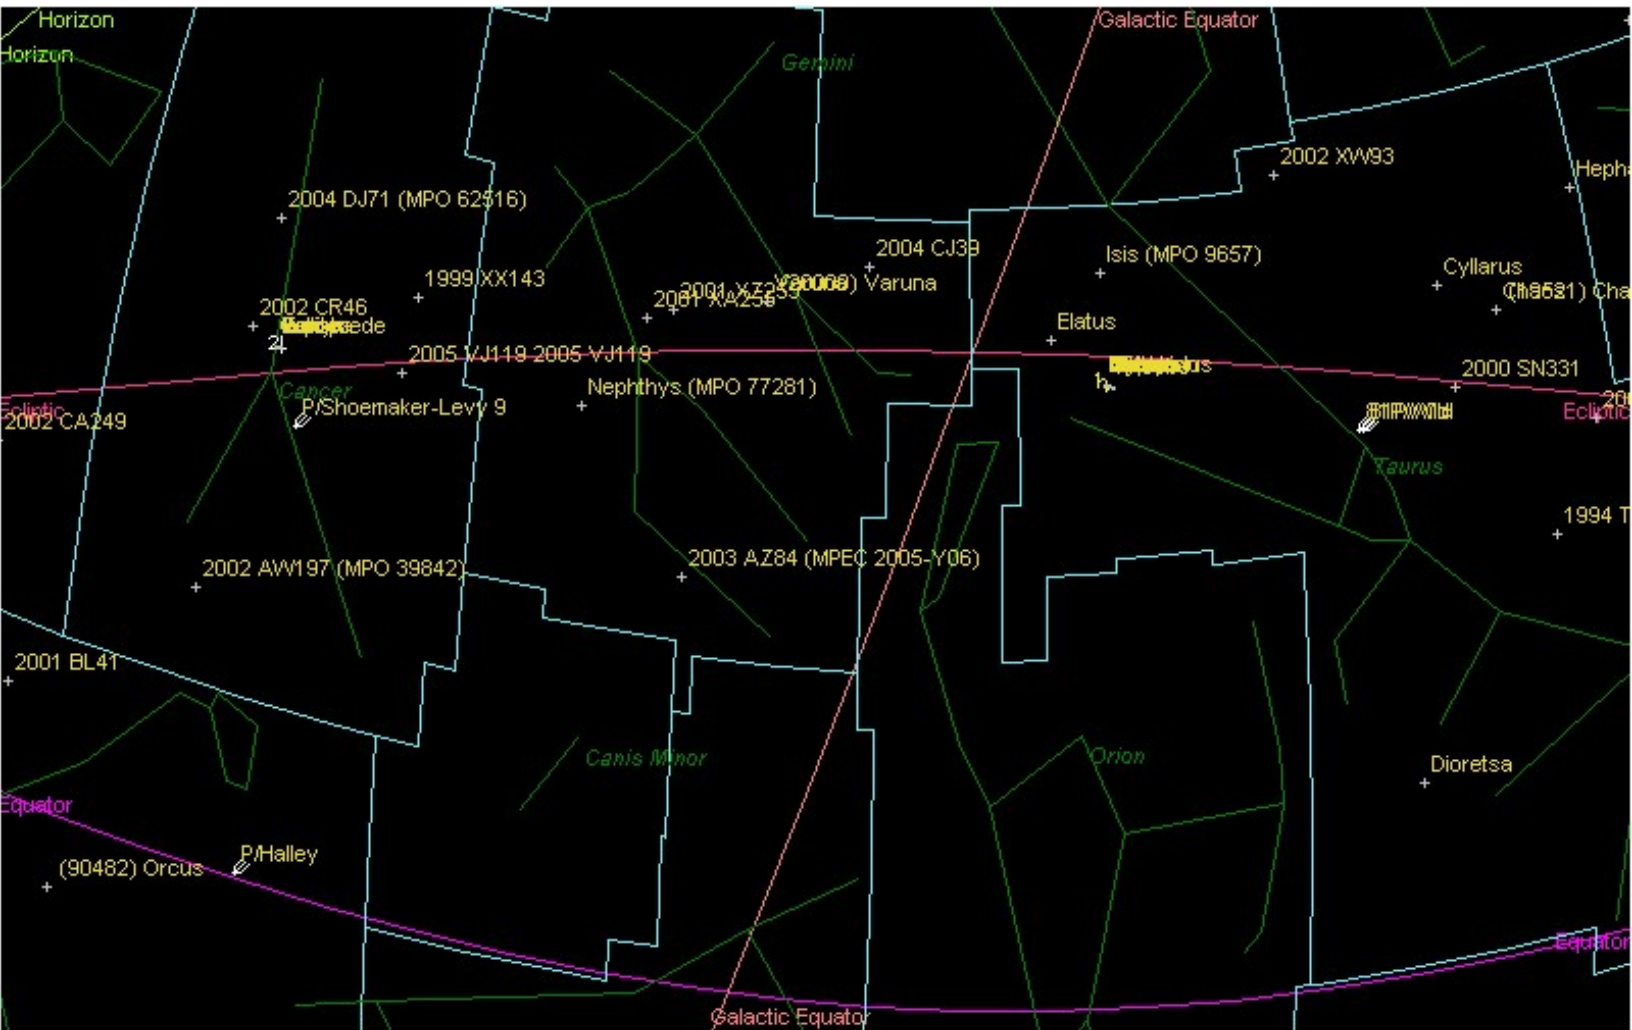 Horizon
Galactic Equator
Horizon
Gemini
2002 XW93
2004 DJ71 (MPO 62516)
2004 CJ39
Isis (MPO 9657)
Cyllarus
1999 XX143
Varuna
2001 XA255
2002 CR46
Elatus
2005 VJ119 2005 VJ119
2000 SN331
Cancer
Nephthys (MPO 77281)
P/Shoemaker-Levy 9
Ecliptic
Ecliptic
2002 CA249
Taurus
1994 T
2003 AZ84 (MPEC 2005-Y06)
2002 AW197 (MPO 39842)
2001 BL41
Canis Minor
Orion
Dioretsa
Equator
P/Halley
(90482) Orcus
Equator
Galactic Equator